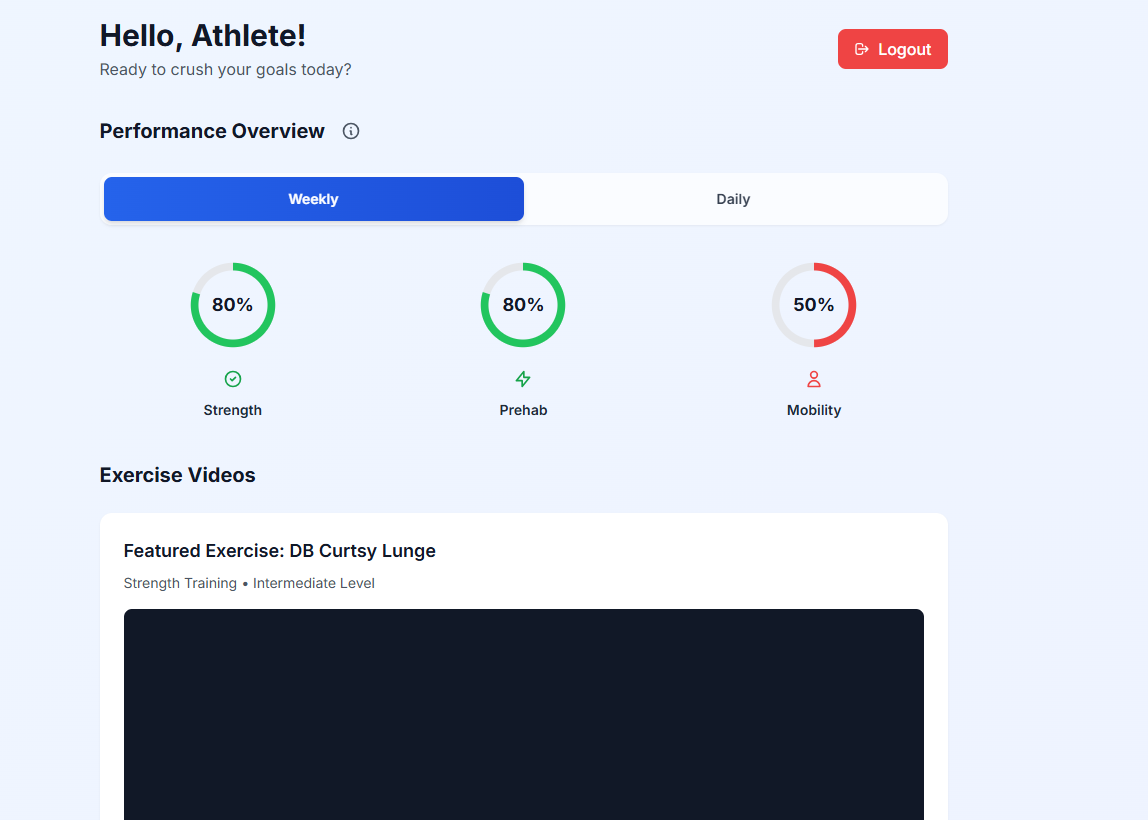 Hello, Athlete!
Ready to crush your goals today?
Logout
Performance Overview
Weekly
Daily
80%
80%
50%
Strength
Prehab
Mobility
Exercise Videos
Featured Exercise: DB Curtsy Lunge
Strength Training • Intermediate Level